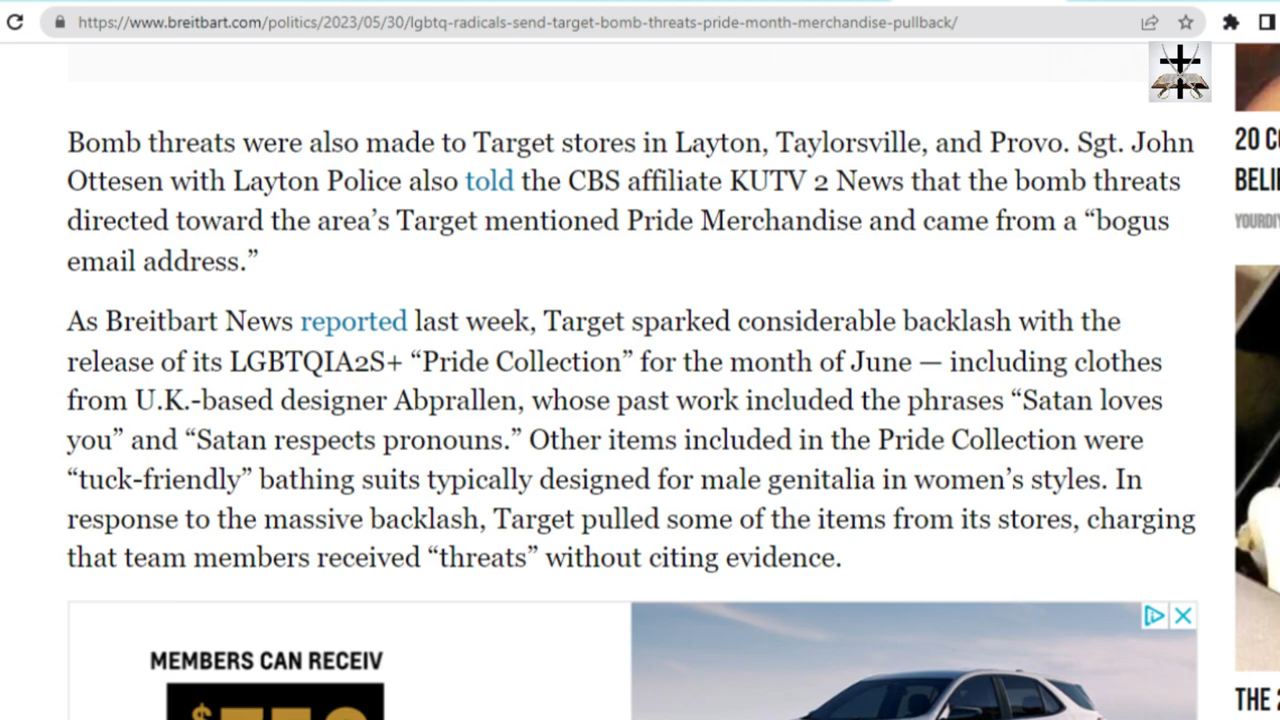 https://www.breitbart.com/politics/2023/05/30/lgbtq-radicals-send-target-bomb-threats-pride-month-merchandise-pullback/
Bomb threats were also made to Target stores in Layton, Taylorsville, and Provo. Sgt. John
Ottesen with Layton Police also told the CBS affiliate KUTV 2 News that the bomb threats
directed toward the area’s Target mentioned Pride Merchandise and came from a “bogus
email address.”
As Breitbart News reported last week, Target sparked considerable backlash with the
release of its LGBTQIA2S+ “Pride Collection” for the month of June — including clothes
from U.K.-based designer Abprallen, whose past work included the phrases “Satan loves
you” and “Satan respects pronouns.” Other items included in the Pride Collection were
“tuck-friendly” bathing suits typically designed for male genitalia in women’s styles. In
response to the massive backlash, Target pulled some of the items from its stores, charging
that team members received “threats” without citing evidence.
MEMBERS CAN RECEIV
20
THE